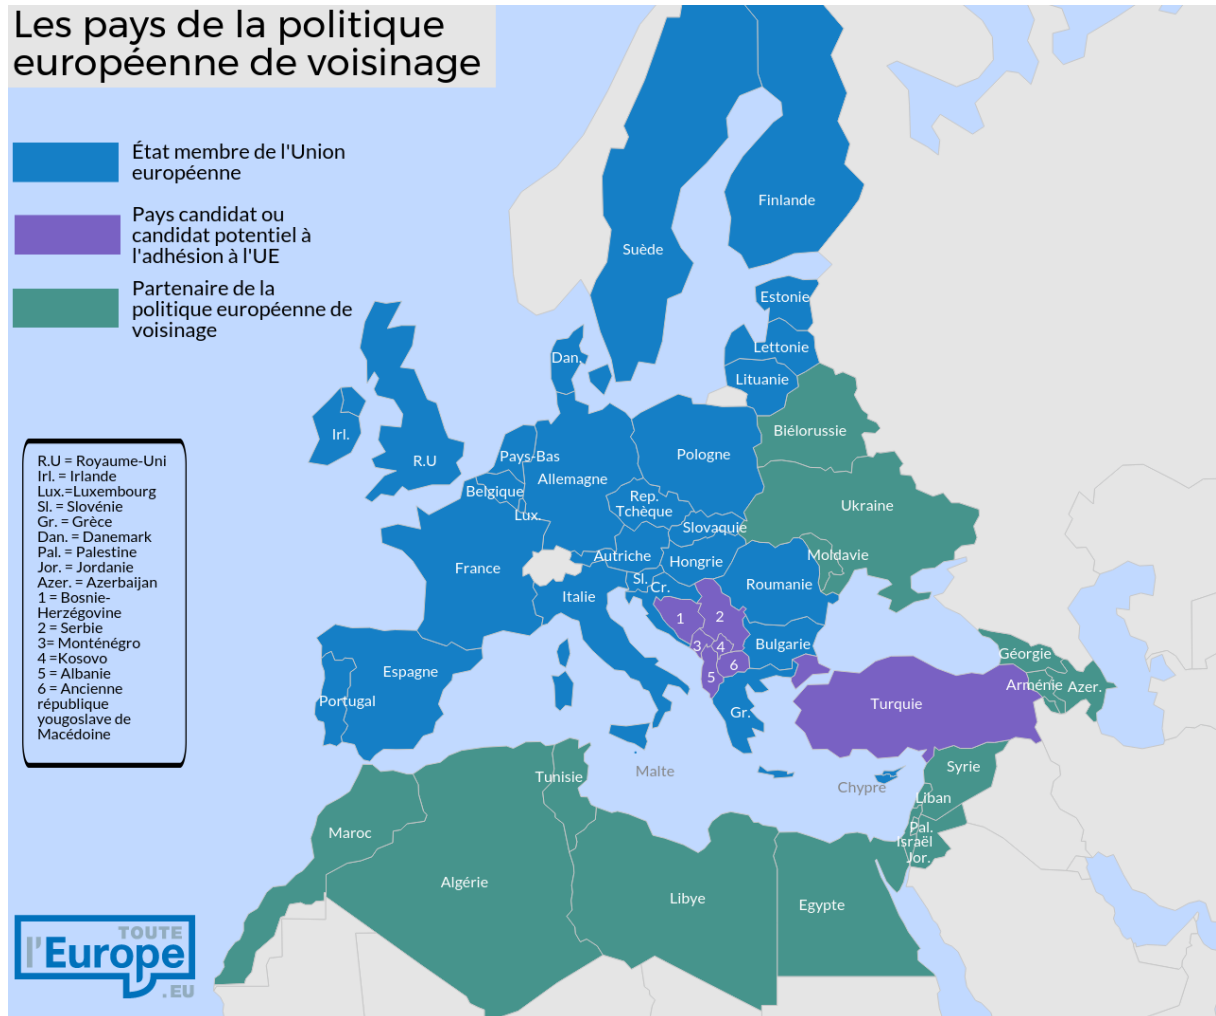 Les pays de la politique
européenne de voisinage
État membre de l'Union
européenne
Pays candidat ou
candidat potentiel à
l'adhésion à l'UE
Partenaire de la
politique européenne de
voisinage
R.U = Royaume-Uni
Irl. = Irlande
Lux.=Luxembourg
Sl. = Slovénie
Gr. = Grèce
Dan. = Danemark
Pal. = Palestine
Jor. = Jordanie
Azer. = Azerbaijan
1 = Bosnie-
Herzégovine
2 = Serbie
3= Monténégro
4 =Kosovo
5 = Albanie
6 = Ancienne
république
yougoslave de
Macédoine
Finlande
Suède
Estonie
Lettonie
Lituanie
Dan.
Irl.
R.U
Biélorussie
Pays-Bas
Pologne
Allemagne
Belgique
Rep.
Tchèque
Ukraine
Lux.
Slovaquie
Autriche
Hongrie
Moldavie
France
Sl.
Cr.
Roumanie
Italie
1
2
3
4
5
6
Bulgarie
Géorgie
Espagne
Portugal
Arménie
Azer.
Gr.
Turquie
Malte
Chypre
Syrie
Tunisie
Liban
Maroc
Pal.
Israël
Jor.
Algérie
Libye
Egypte
TOUTE
l'Europe
.EU